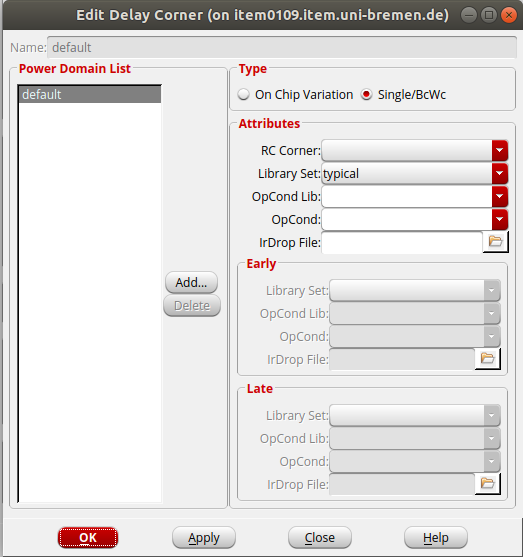 Edit Delay Corner (on item0109.item.uni-bremen.de)
Name: default
Power Domain List
default
Add...
Delete
Type
On Chip Variation Single/BcWc
Attributes
RC Corner:
Library Set: typical
OpCond Lib:
OpCond:
IrDrop File:
Early
Library Set:
OpCond Lib:
OpCond:
IrDrop File:
Late
Library Set:
OpCond Lib:
OpCond:
IrDrop File:
OK Apply Close Help